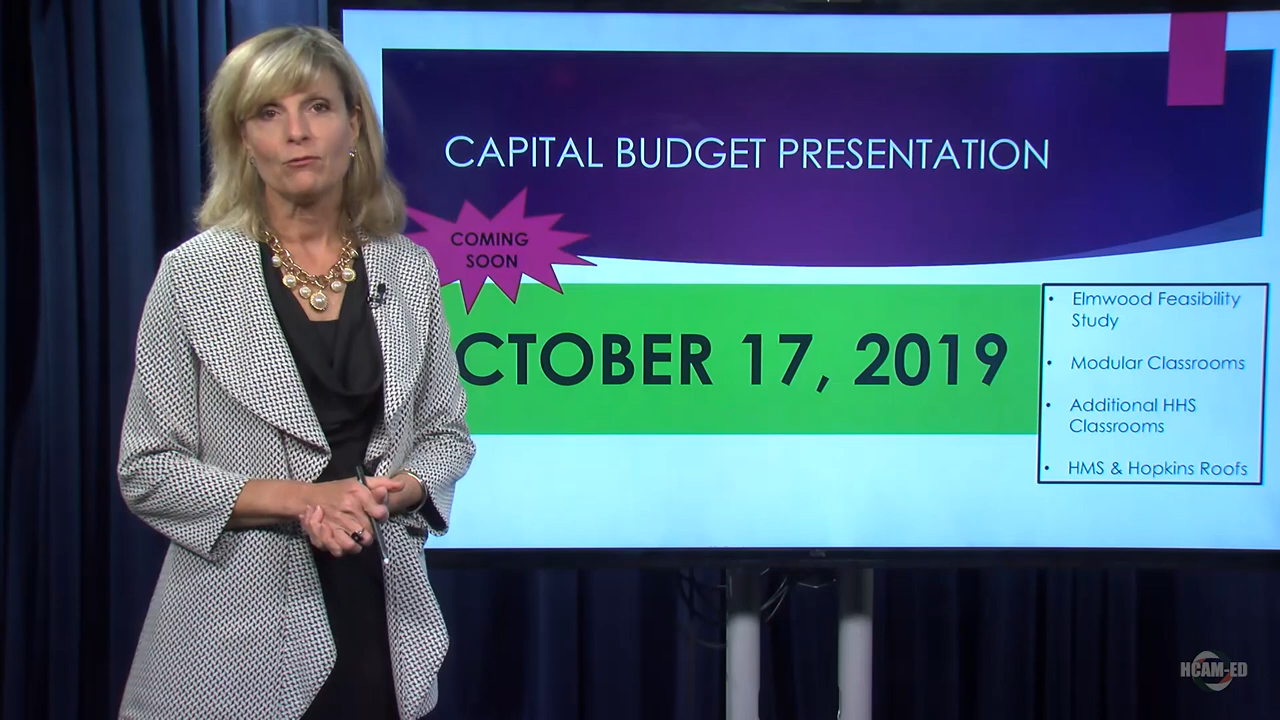 CAPITAL BUDGET PRESENTATION
COMING
SOON
CTOBER 17, 2019
• Elmwood Feasibility
Study
• Modular Classrooms
• Additional HHS
Classrooms
• HMS & Hopkins Roofs
HCAM-ED